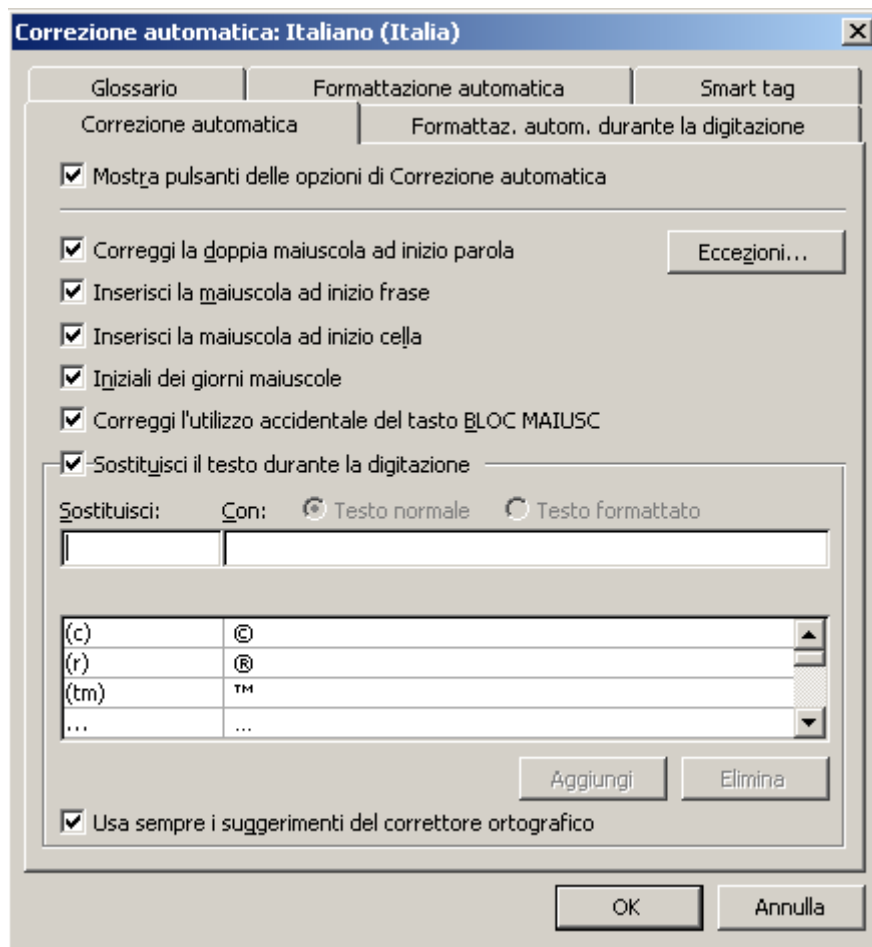 Correzione automatica: Italiano (Italia)
Glossario Formattazione automatica Smart tag
Correzione automatica Formattaz. autom. durante la digitazione
Mostra pulsanti delle opzioni di Correzione automatica
Correggi la doppia maiuscola ad inizio parola Eccezioni...
Inserisci la maiuscola ad inizio frase
Inserisci la maiuscola ad inizio cella
Iniziali dei giorni maiuscole
Correggi l'utilizzo accidentale del tasto BLOC MAIUSC
Sostituisci il testo durante la digitazione
Sostituisci: Con: Testo normale Testo formattato
(c) ©
(r) ®
(tm) ™
... …
Aggiungi Elimina
Usa sempre i suggerimenti del correttore ortografico
OK Annulla